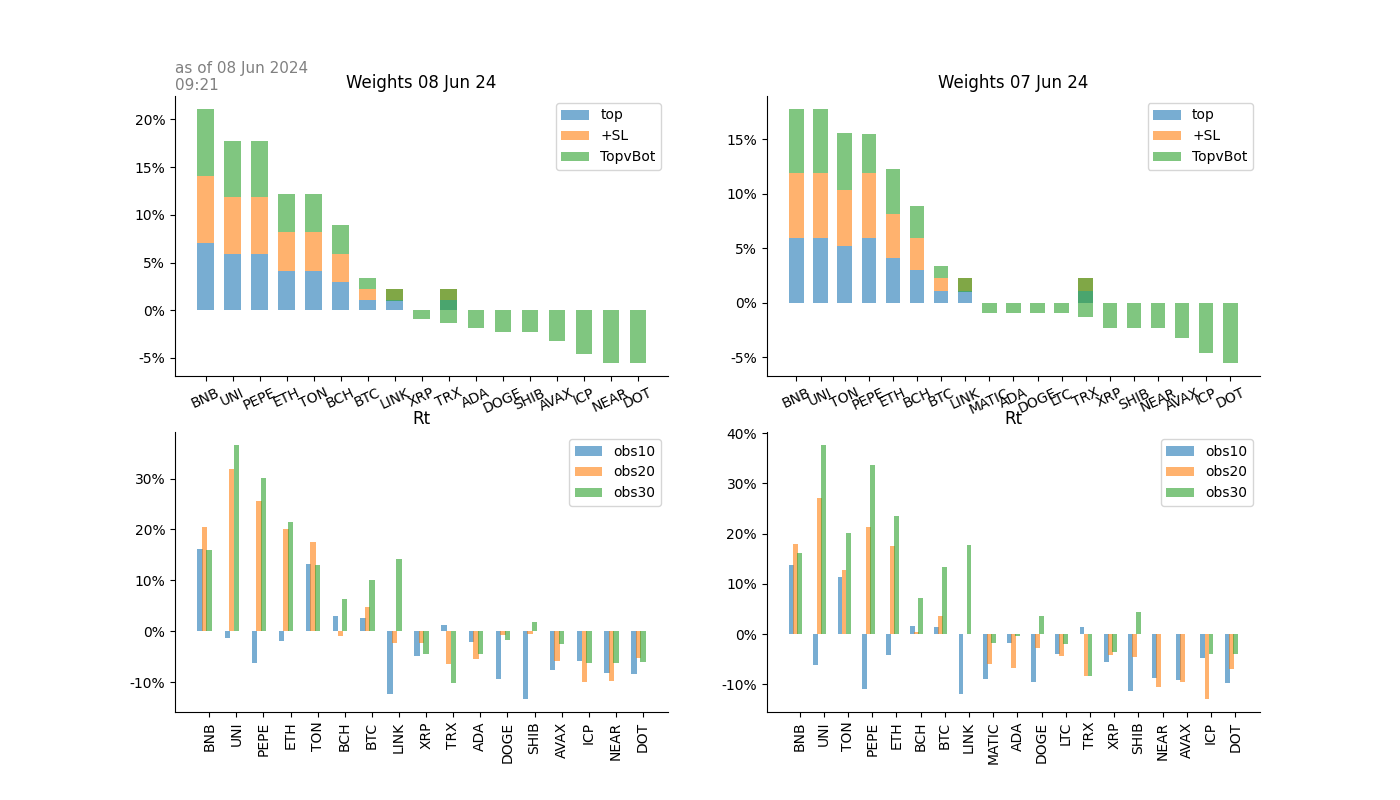 as of 08 Jun 2024
09:21
Weights 08 Jun 24
20%
15%
10%
5%
0%
-5%
top
+SL
TopvBot
BNB UNI PEPE ETH TON BCH BTC LINK XRP TRX ADA DOGE SHIB AVAX ICP NEAR DOT
Weights 07 Jun 24
15%
10%
5%
0%
-5%
top
+SL
TopvBot
BNB UNI TON PEPE ETH BCH BTC LINK MATIC ADA DOGE LTC TRX XRP SHIB NEAR AVAX ICP DOT
Rt
30%
20%
10%
0%
-10%
obs10
obs20
obs30
BNB UNI PEPE ETH TON BCH BTC LINK XRP TRX ADA DOGE SHIB AVAX ICP NEAR DOT
Rt
40%
30%
20%
10%
0%
-10%
obs10
obs20
obs30
BNB UNI TON PEPE ETH BCH BTC LINK MATIC ADA DOGE LTC TRX XRP SHIB NEAR AVAX ICP DOT